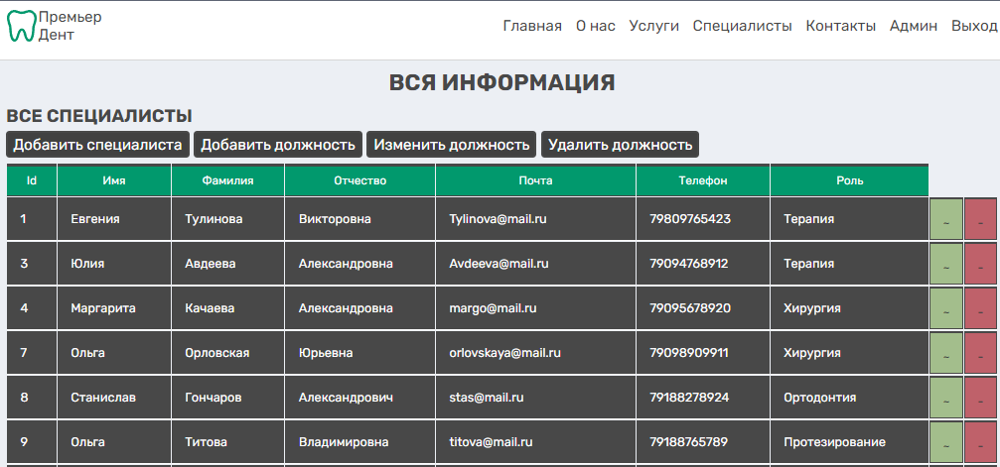 Премьер
Дент
Главная О нас Услуги Специалисты Контакты Админ Выход
ВСЯ ИНФОРМАЦИЯ
ВСЕ СПЕЦИАЛИСТЫ
Добавить специалиста Добавить должность Изменить должность Удалить должность
Id Имя Фамилия Отчество Почта Телефон Роль
1 Евгения Тулинова Викторовна Tylinova@mail.ru 79809765423 Терапия ~ -
3 Юлия Авдеева Александровна Avdeeva@mail.ru 79094768912 Терапия ~ -
4 Маргарита Качаева Александровна margo@mail.ru 79095678920 Хирургия ~ -
7 Ольга Орловская Юрьевна orlovskaya@mail.ru 79098909911 Хирургия ~ -
8 Станислав Гончаров Александрович stas@mail.ru 79188278924 Ортодонтия ~ -
9 Ольга Титова Владимировна titova@mail.ru 79188765789 Протезирование ~ -